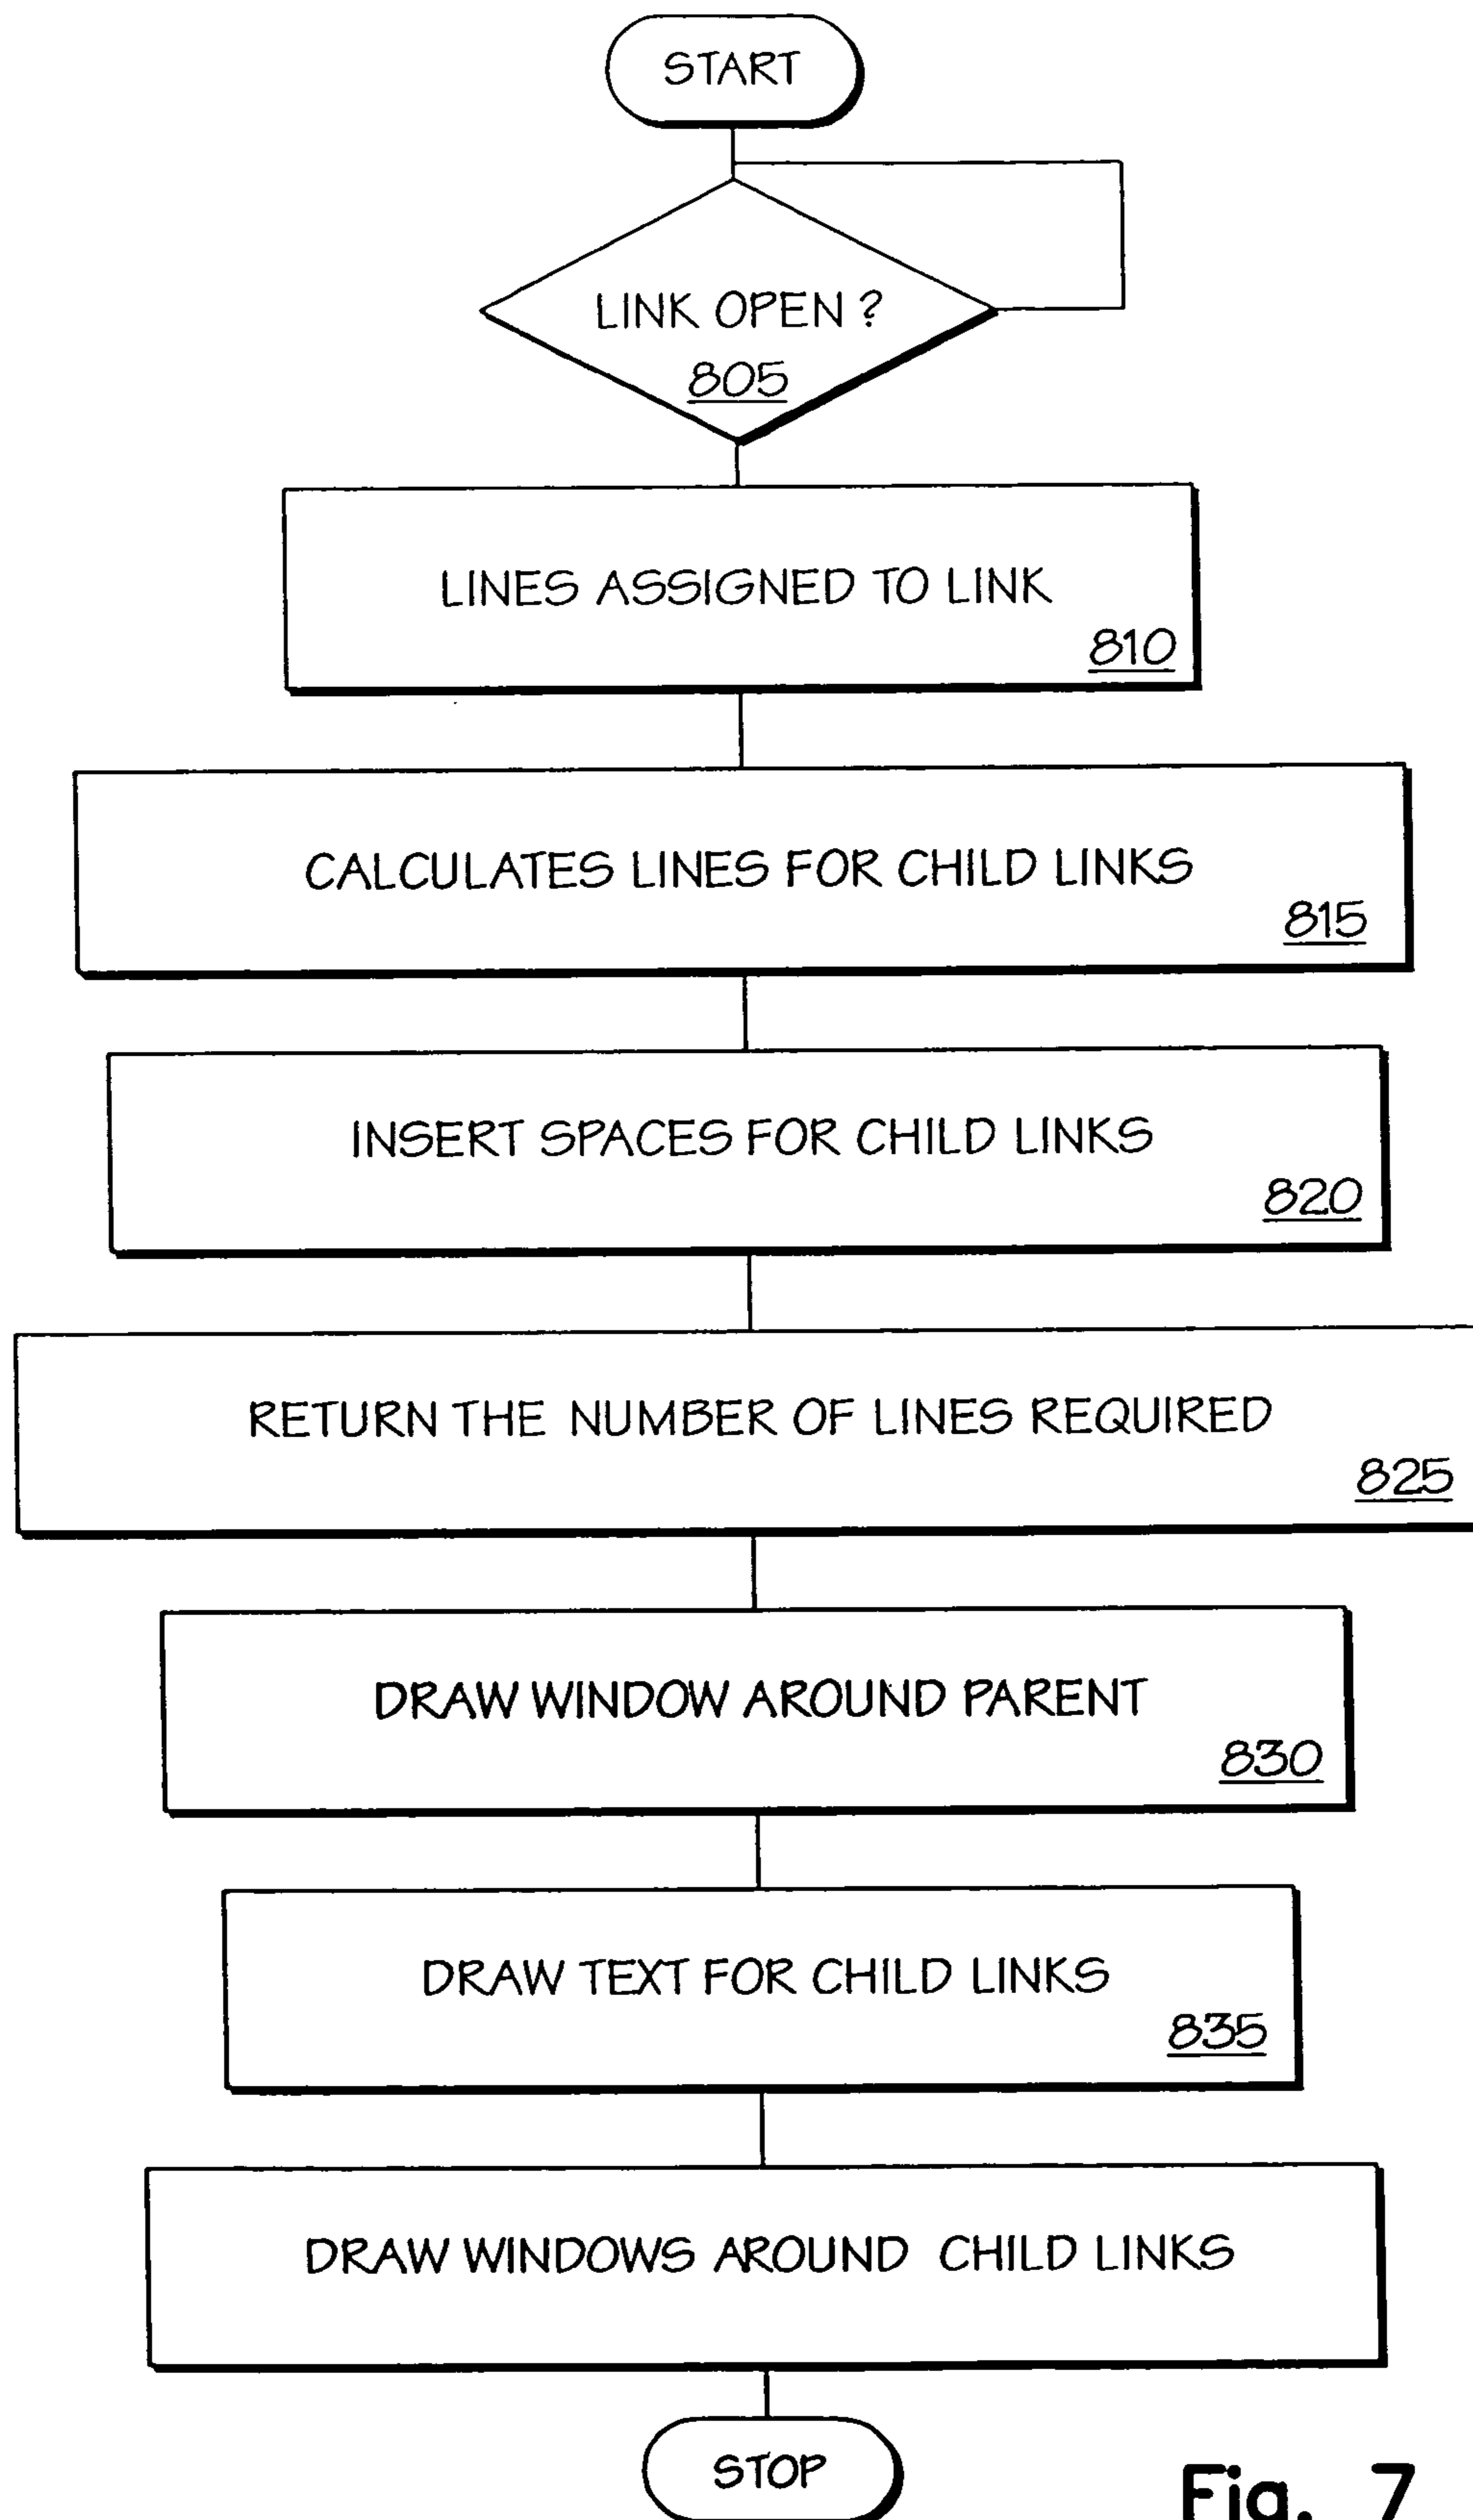 START
LINK OPEN ?
805
LINES ASSIGNED TO LINK
810
CALCULATES LINES FOR CHILD LINKS
815
INSERT SPACES FOR CHILD LINKS
820
RETURN THE NUMBER OF LINES REQUIRED
825
DRAW WINDOW AROUND PARENT
830
DRAW TEXT FOR CHILD LINKS
835
DRAW WINDOWS AROUND CHILD LINKS
STOP
Fig. 7